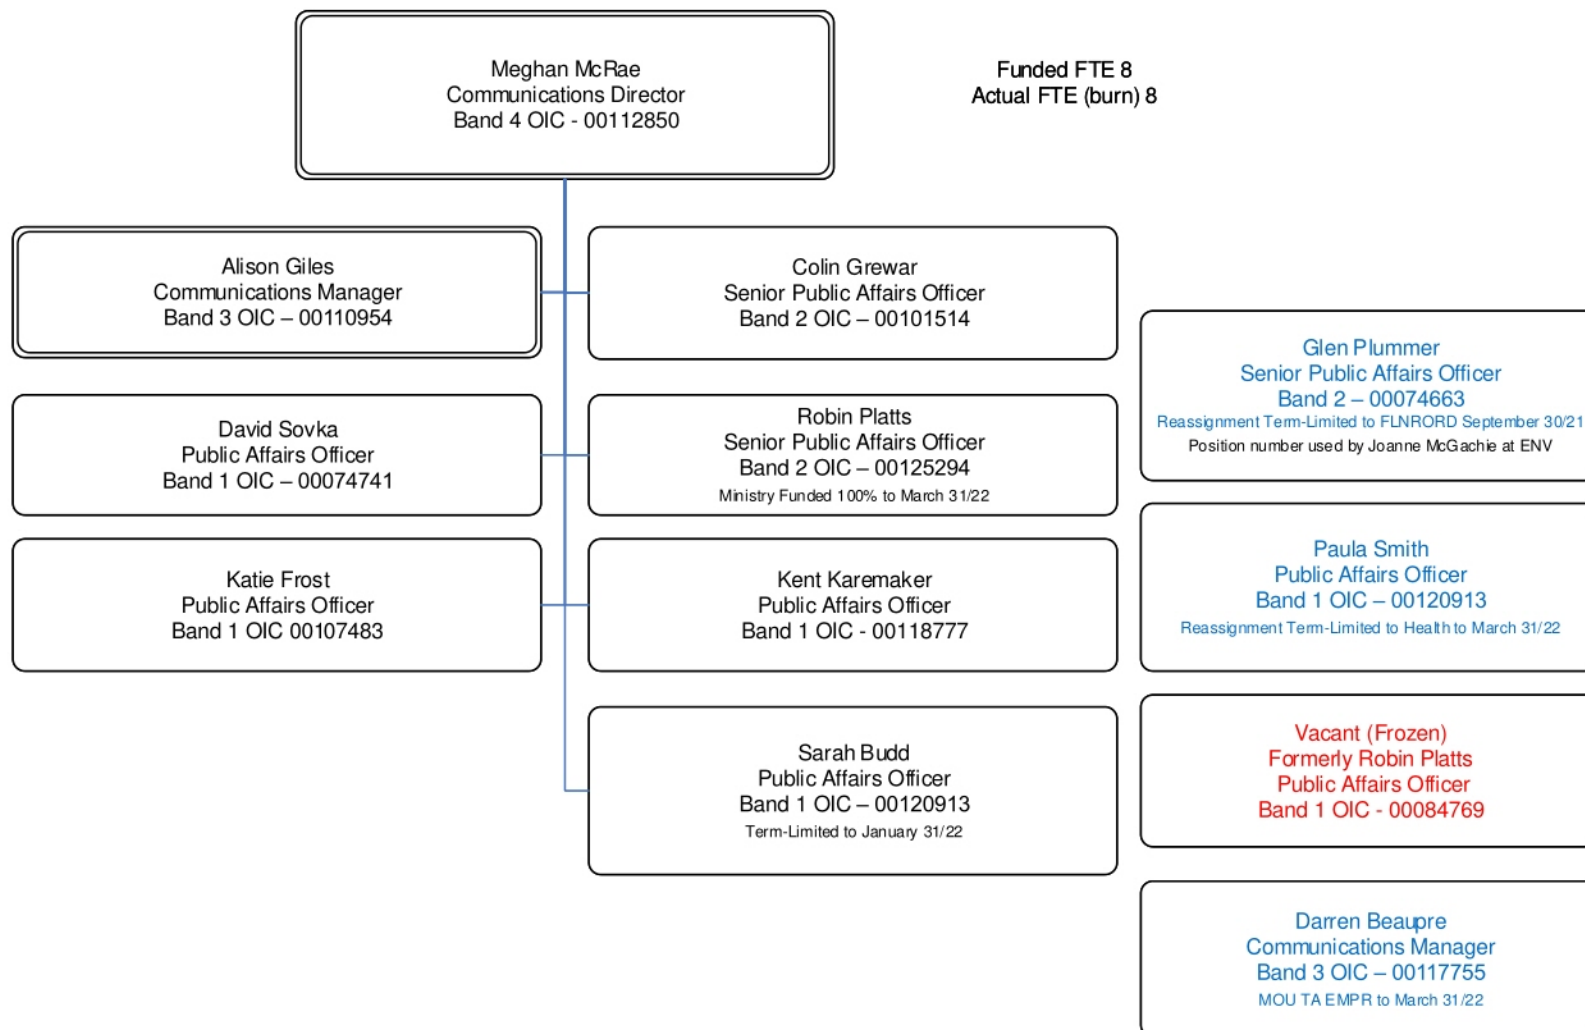 Meghan McRae
Communications Director
Band 4 OIC - 00112850
Funded FTE 8
Actual FTE (burn) 8
Alison Giles
Communications Manager
Band 3 OIC – 00110954
Colin Grewar
Senior Public Affairs Officer
Band 2 OIC – 00101514
Glen Plummer
Senior Public Affairs Officer
Band 2 – 00074663
Reassignment Term-Limited to FLNRORD September 30/21
Position number used by Joanne McGachie at ENV
David Sovka
Public Affairs Officer
Band 1 OIC – 00074741
Robin Platts
Senior Public Affairs Officer
Band 2 OIC – 00125294
Ministry Funded 100% to March 31/22
Paula Smith
Public Affairs Officer
Band 1 OIC – 00120913
Reassignment Term-Limited to Health to March 31/22
Katie Frost
Public Affairs Officer
Band 1 OIC 00107483
Kent Karemaker
Public Affairs Officer
Band 1 OIC - 00118777
Vacant (Frozen)
Formerly Robin Platts
Public Affairs Officer
Band 1 OIC - 00084769
Sarah Budd
Public Affairs Officer
Band 1 OIC – 00120913
Term-Limited to January 31/22
Darren Beaupre
Communications Manager
Band 3 OIC – 00117755
MOU TA EMPR to March 31/22